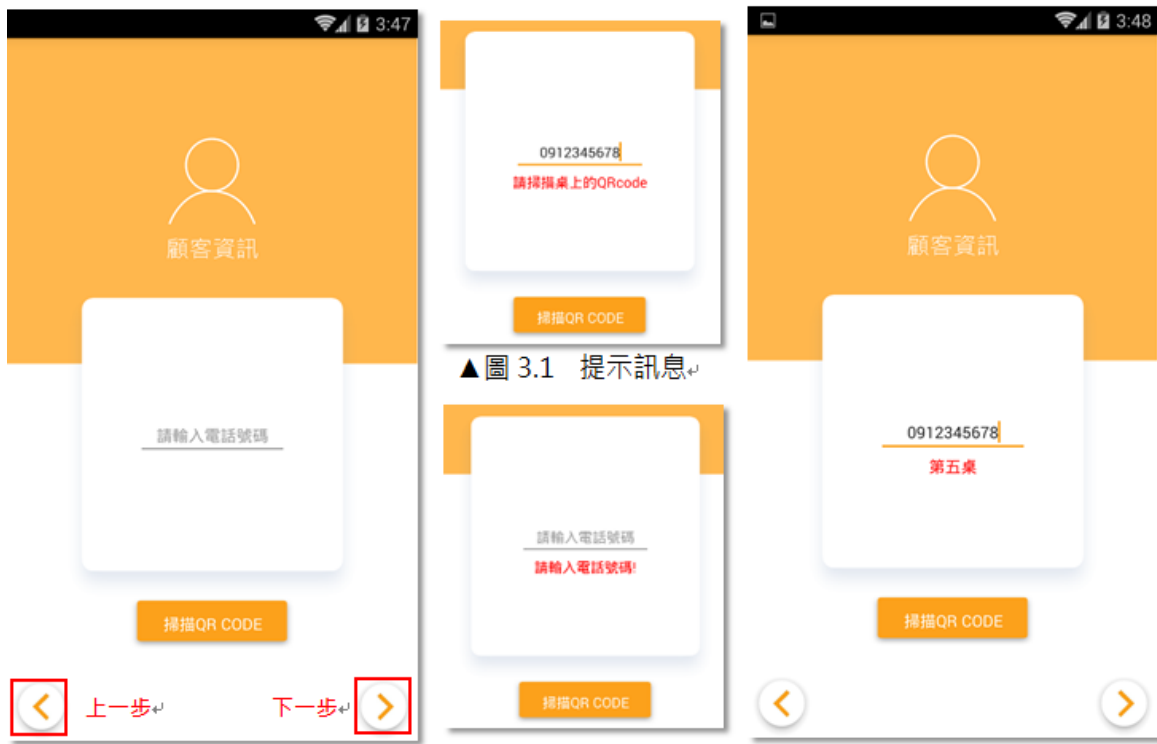 3:47
顧客資訊
請輸入電話號碼
掃描QR CODE
上一步↵
下一步↵
0912345678
請掃描桌上的QRcode
掃描QR CODE
▲圖 3.1 提示訊息↵
請輸入電話號碼
請輸入電話號碼!
掃描QR CODE
3:48
顧客資訊
0912345678
第五桌
掃描QR CODE